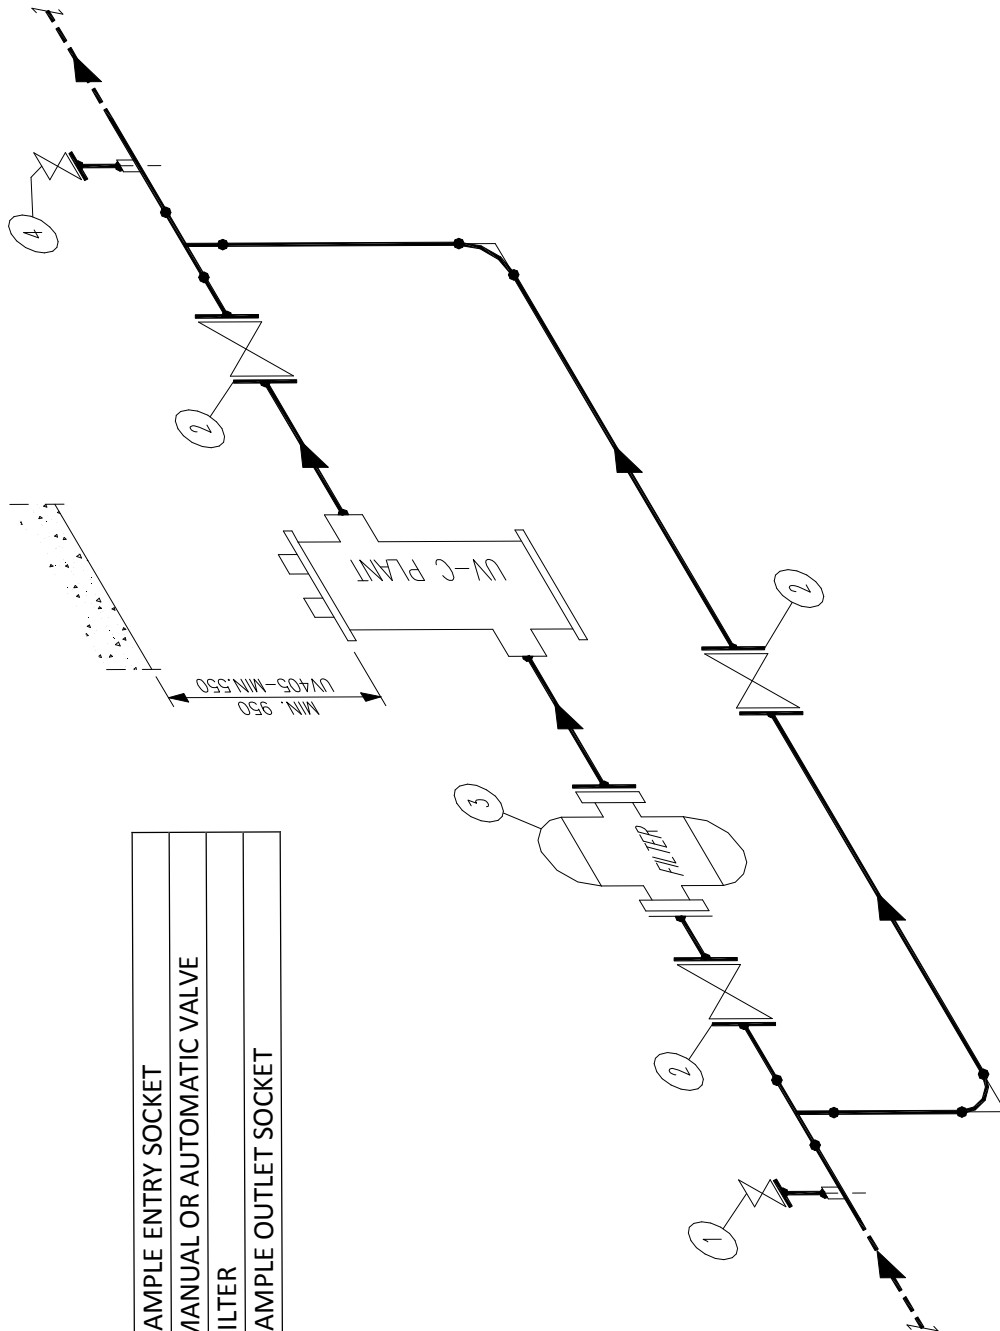 AMPLE ENTRY SOCKET
MANUAL OR AUTOMATIC VALVE
ILTER
AMPLE OUTLET SOCKET
4
2
UV-C PLANT
MIN. 950
UV405-MIN.550
3
FILTER
2
2
1